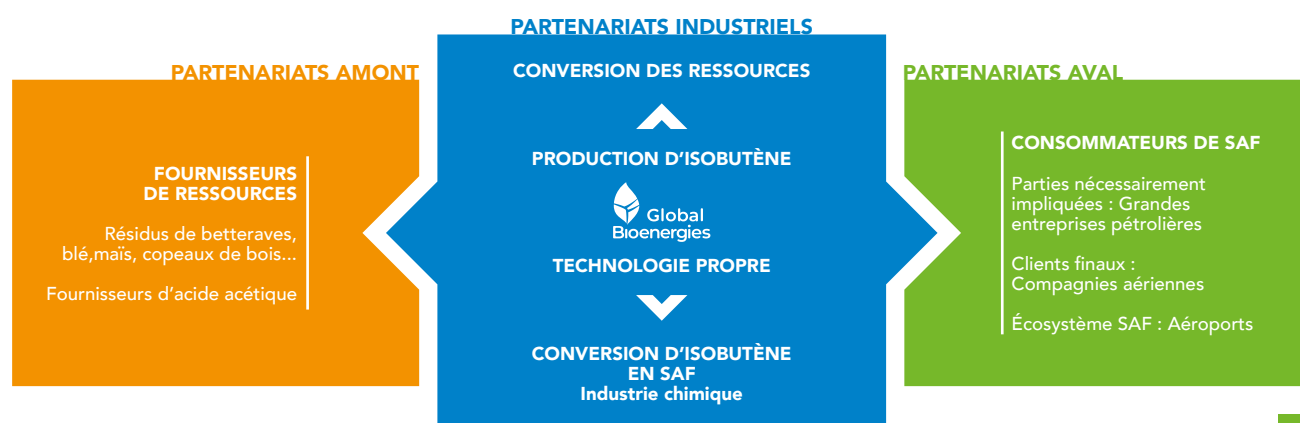 PARTENARIATS AMONT
FOURNISSEURS
DE RESSOURCES
Résidus de betteraves,
blé,maïs, copeaux de bois...
Fournisseurs d'acide acétique
PARTENARIATS INDUSTRIELS
CONVERSION DES RESSOURCES
PRODUCTION D'ISOBUTÈNE
Global
Bioenergies
TECHNOLOGIE PROPRE
CONVERSION D'ISOBUTÈNE
EN SAF
Industrie chimique
PARTENARIATS AVAL
CONSOMMATEURS DE SAF
Parties nécessairement
impliquées : Grandes
entreprises pétrolières
Clients finaux :
Compagnies aériennes
Écosystème SAF : Aéroports